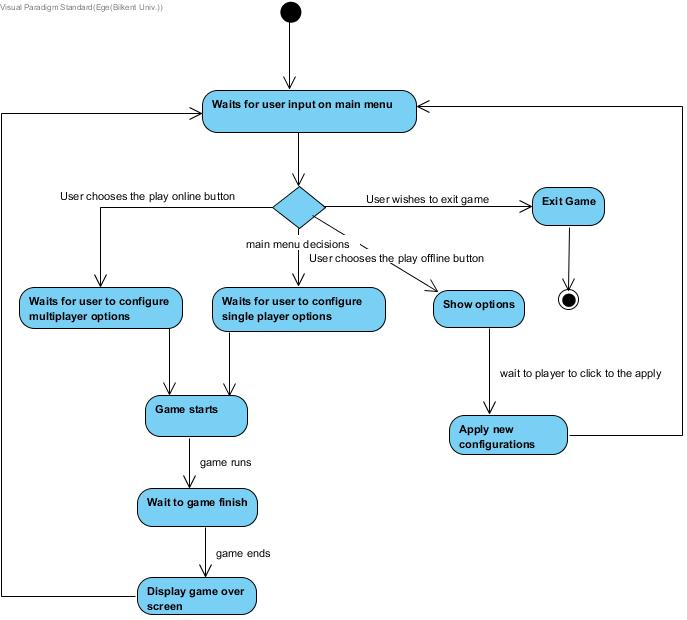 Visual Paradigm Standard(Ege(Bilkent Univ.))
Waits for user input on main menu
User chooses the play online button
User wishes to exit game
Exit Game
main menu decisions
User chooses the play offline button
Waits for user to configure
multiplayer options
Waits for user to configure
single player options
Show options
wait to player to click to the apply
Game starts
Apply new
configurations
game runs
Wait to game finish
game ends
Display game over
screen